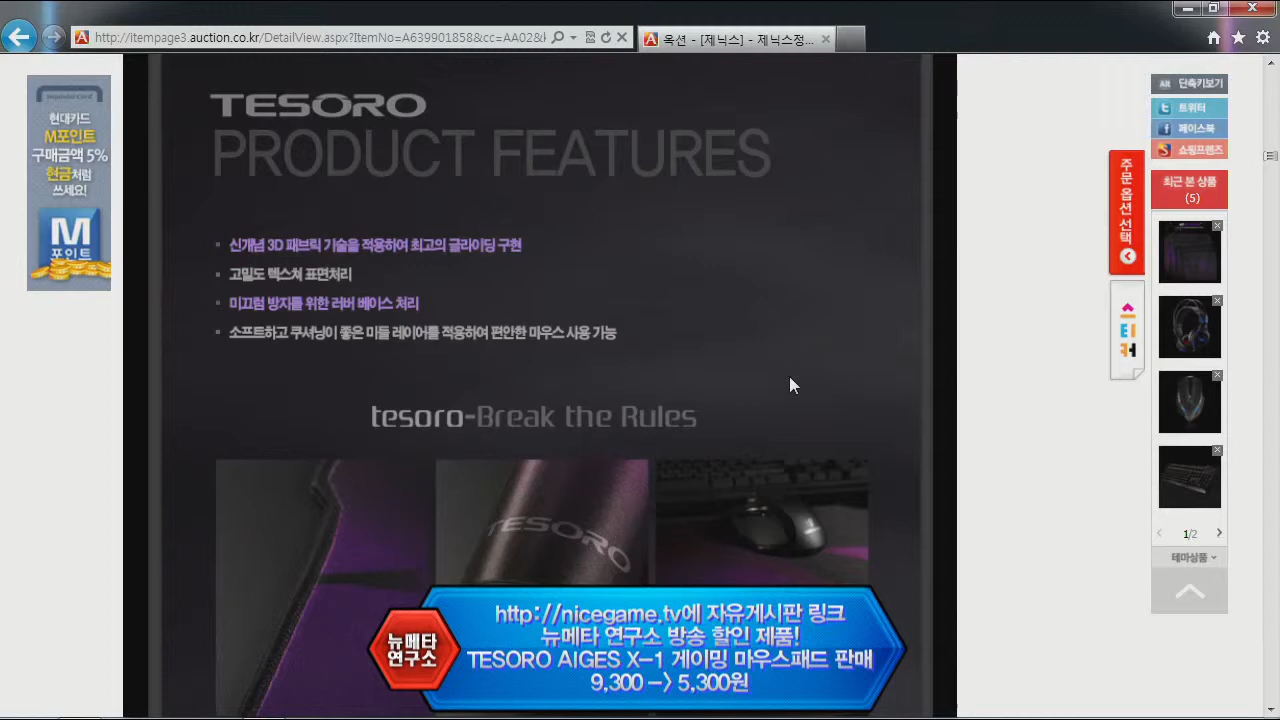 http://itempage3.auction.co.kr/DetailView.aspx?ItemNo=A639901858&cc=AA02&
옥션 - [제닉스] - 제닉스정...
현대카드
M포인트
구매금액 5%
현금처럼
쓰세요!
M
포인트
TESORO
PRODUCT FEATURES
신개념 3D 패브릭 기술을 적용하여 최고의 글라이딩 구현
고밀도 텍스쳐 표면처리
미끄럼 방지를 위한 러버 베이스 처리
소프트하고 쿠셔닝이 좋은 미들 레이어를 적용하여 편안한 마우스 사용 가능
tesoro-Break the Rules
TESORO
주문 옵션 선택
스티커
Alt 단축키보기
트위터
페이스북
쇼핑프렌즈
최근 본 상품
(5)
1/2
테마상품
뉴메타
연구소
http://nicegame.tv에 자유게시판 링크
뉴메타 연구소 방송 할인 제품!
TESORO AIGES X-1 게이밍 마우스패드 판매
9,300 -> 5,300원